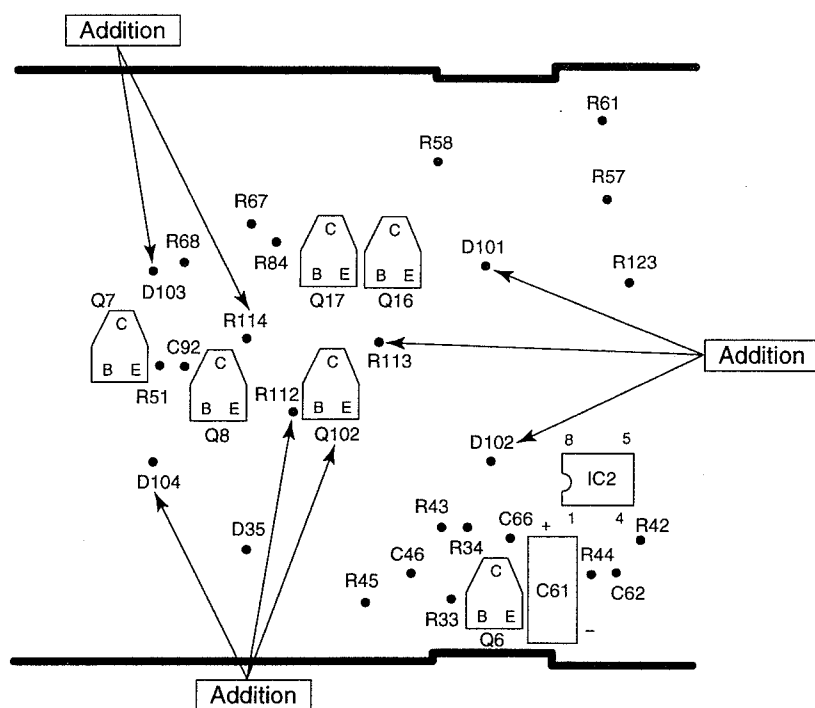 Addition
R61
R58
R57
R67
R68
R84
C
B E
Q17
C
B E
Q16
D101
R123
D103
Q7
C
B E
R51
C92
R114
C
B E
Q8
R113
Addition
R112
C
B E
Q102
D102
8 5
IC2
1 4
D104
D35
R43
R34
C66
+
C61
−
R42
R44
C62
C46
R45
R33
C
B E
Q6
Addition